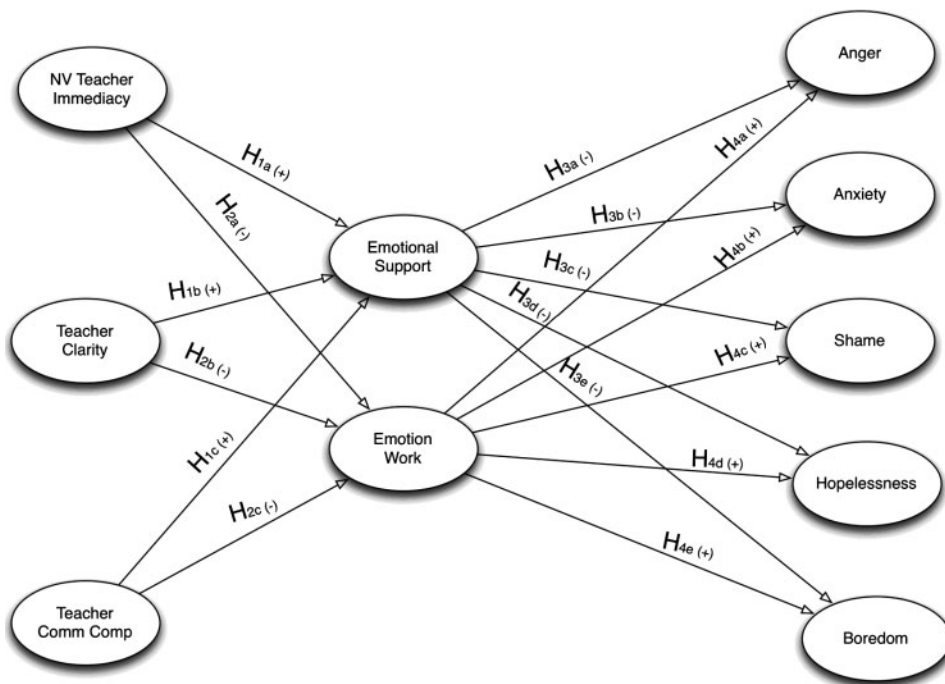 NV Teacher
Immediacy
Teacher
Clarity
Teacher
Comm Comp
H1a (+)
H2a (-)
H1b (+)
H2b (-)
H1c (+)
H2c (-)
Emotional
Support
Emotion
Work
H3a (-)
H4a (+)
H3b (-)
H4b (+)
H3c (-)
H3d (-)
H4c (+)
H3e (-)
H4d (+)
H4e (+)
Anger
Anxiety
Shame
Hopelessness
Boredom